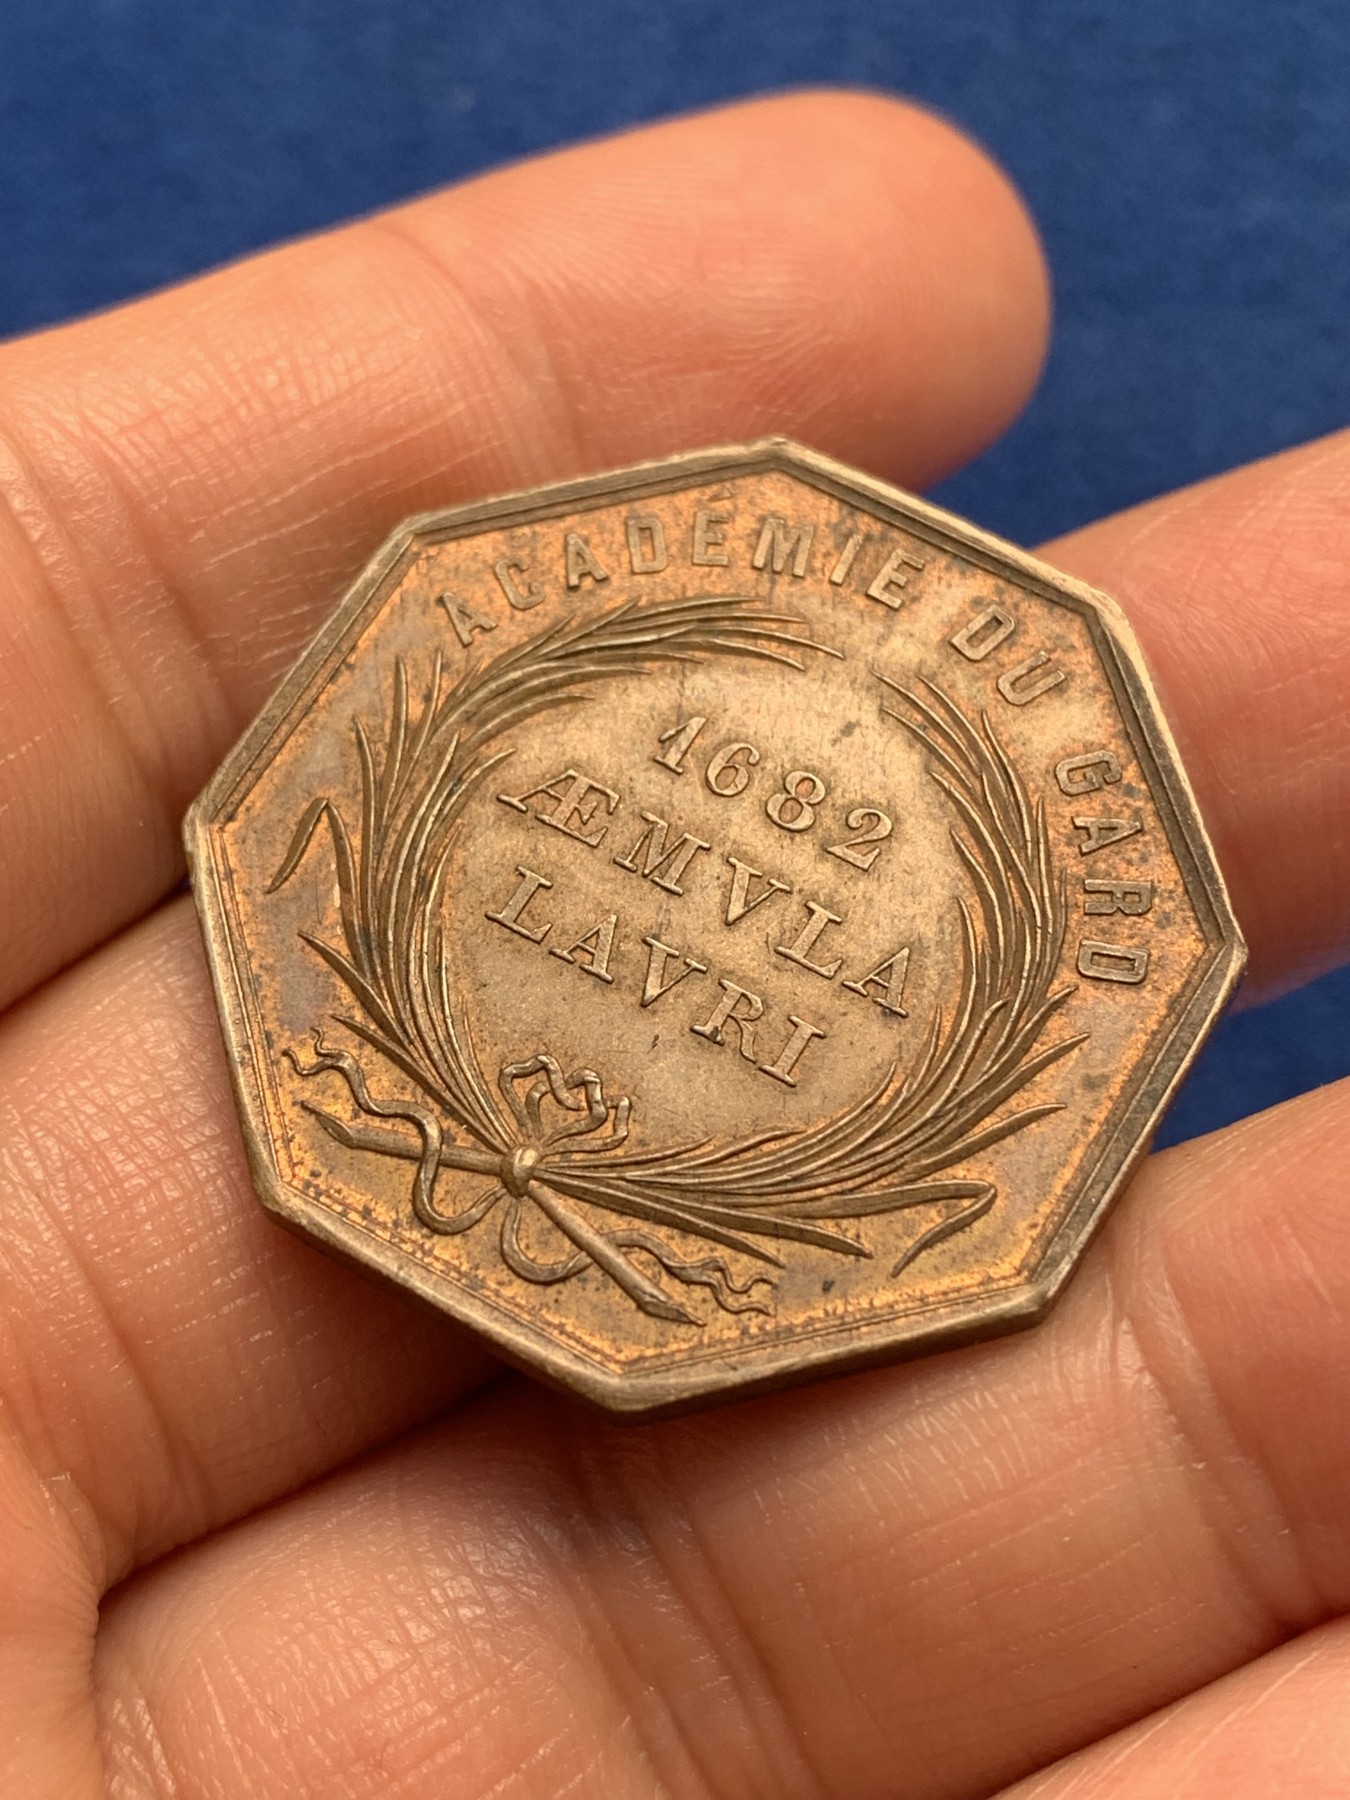 ACADÉMIE DU GARD
1682
ÆMVLA
LAVRI